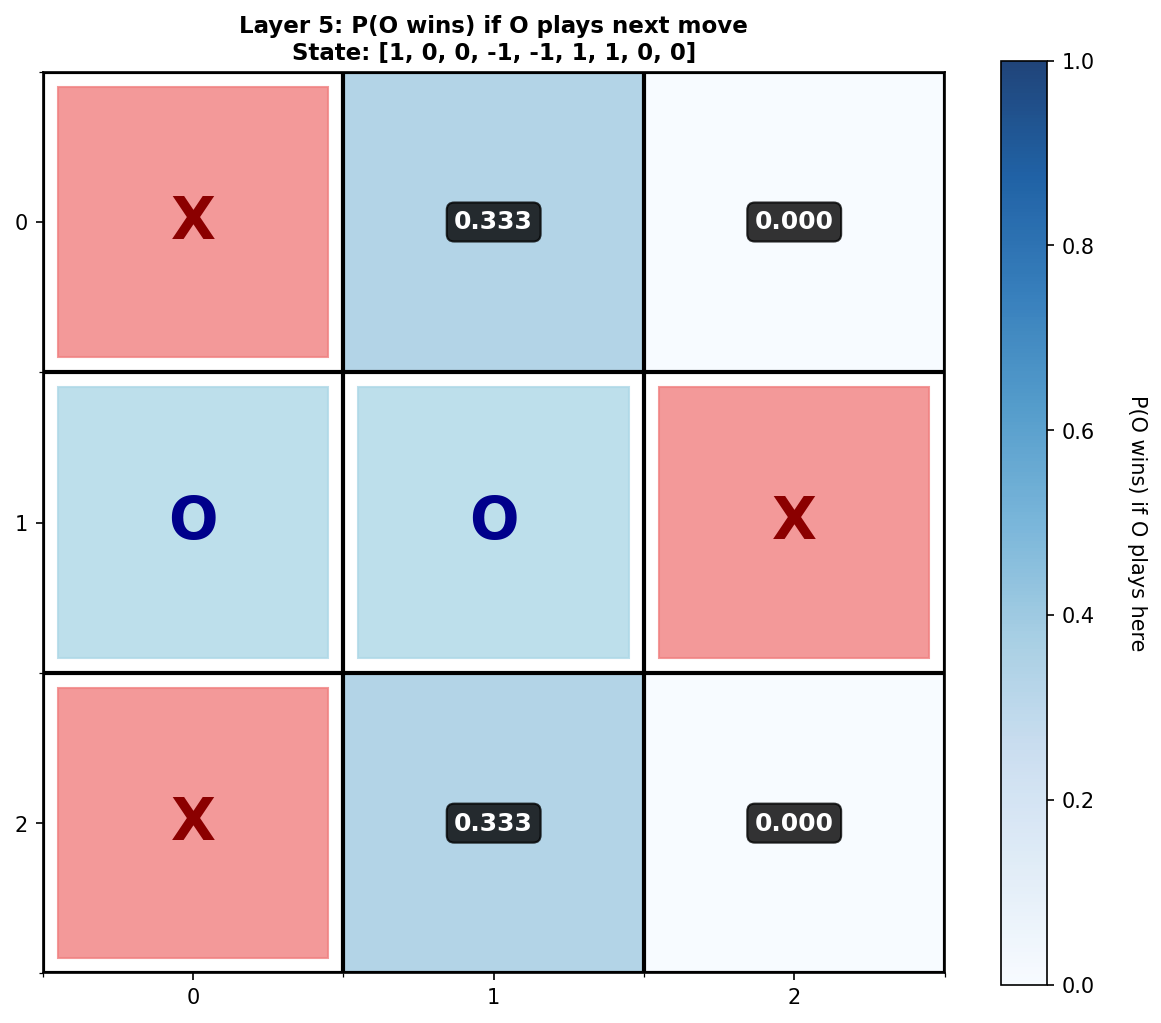 Layer 5: P(O wins) if O plays next move
State: [1, 0, 0, -1, -1, 1, 1, 0, 0]
X
0.333
0.000
O
O
X
X
0.333
0.000
0
1
2
0
1
2
1.0
0.8
0.6
0.4
0.2
0.0
P(O wins) if O plays here